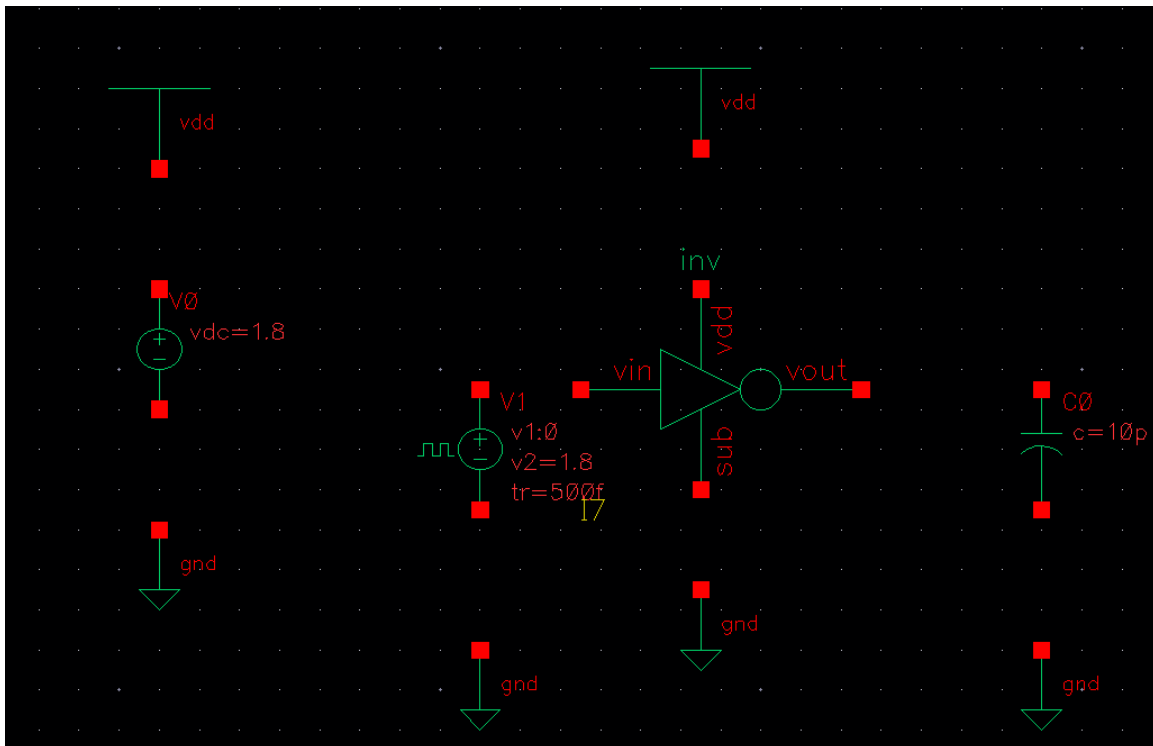 vdd
vdd
inv
V0
vdc=1.8
vdd
vin
vout
V1
v1:0
v2=1.8
tr=500f
I7
sub
C0
c=10p
gnd
gnd
gnd
gnd